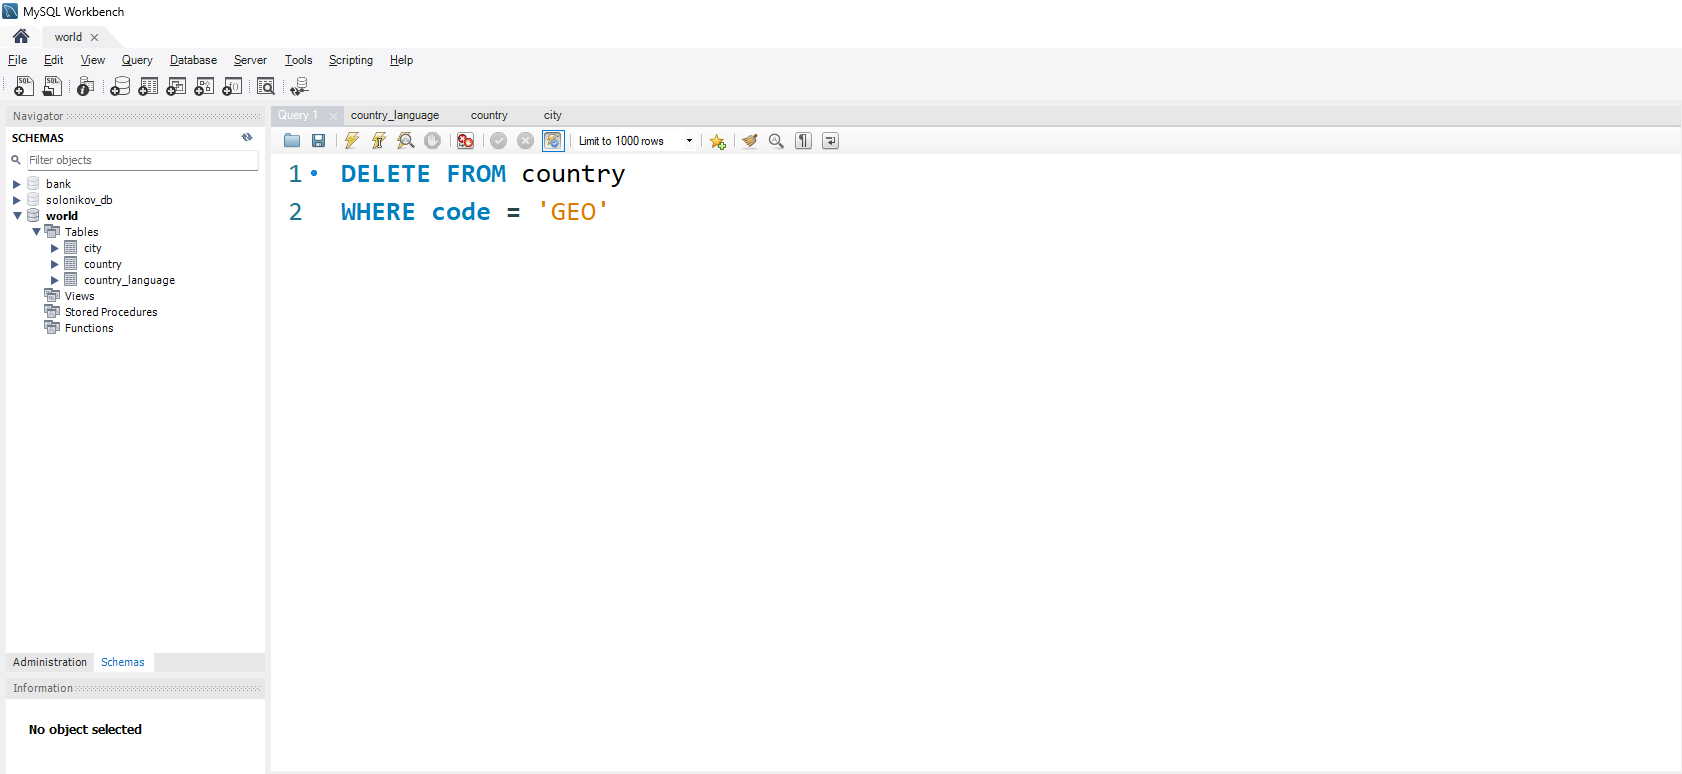 MySQL Workbench
world
File Edit View Query Database Server Tools Scripting Help
SQL SQL
Navigator
SCHEMAS
Filter objects
bank
solonikov_db
world
Tables
city
country
country_language
Views
Stored Procedures
Functions
Administration Schemas
Information
No object selected
Query 1 country_language country city
Limit to 1000 rows
1 DELETE FROM country
2 WHERE code = 'GEO'